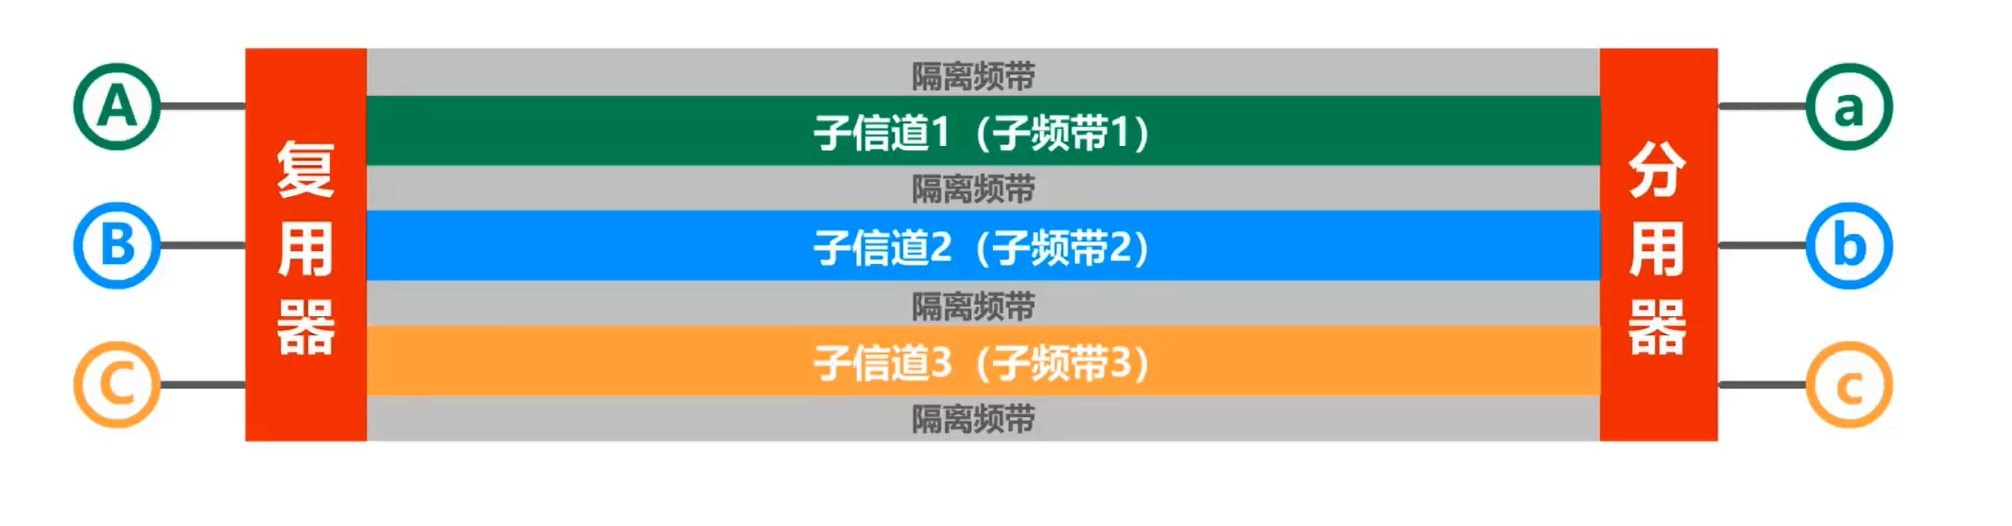 A
B
C
复用器
隔离频带
子信道1（子频带1）
隔离频带
子信道2（子频带2）
隔离频带
子信道3（子频带3）
隔离频带
分用器
a
b
c